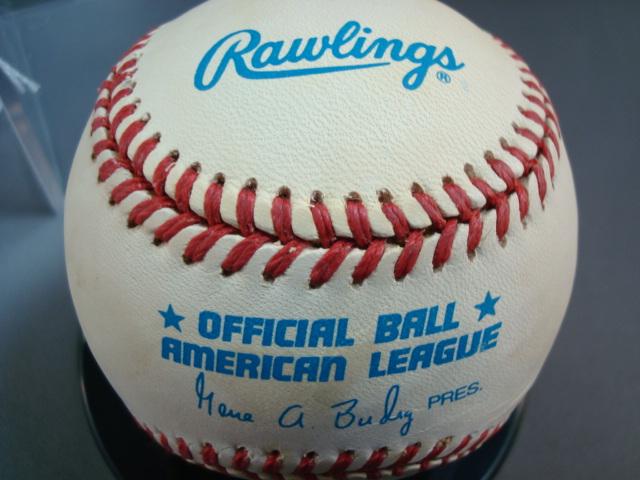 Rawlings®
★ OFFICIAL BALL ★
AMERICAN LEAGUE
Gene A. Budig PRES.